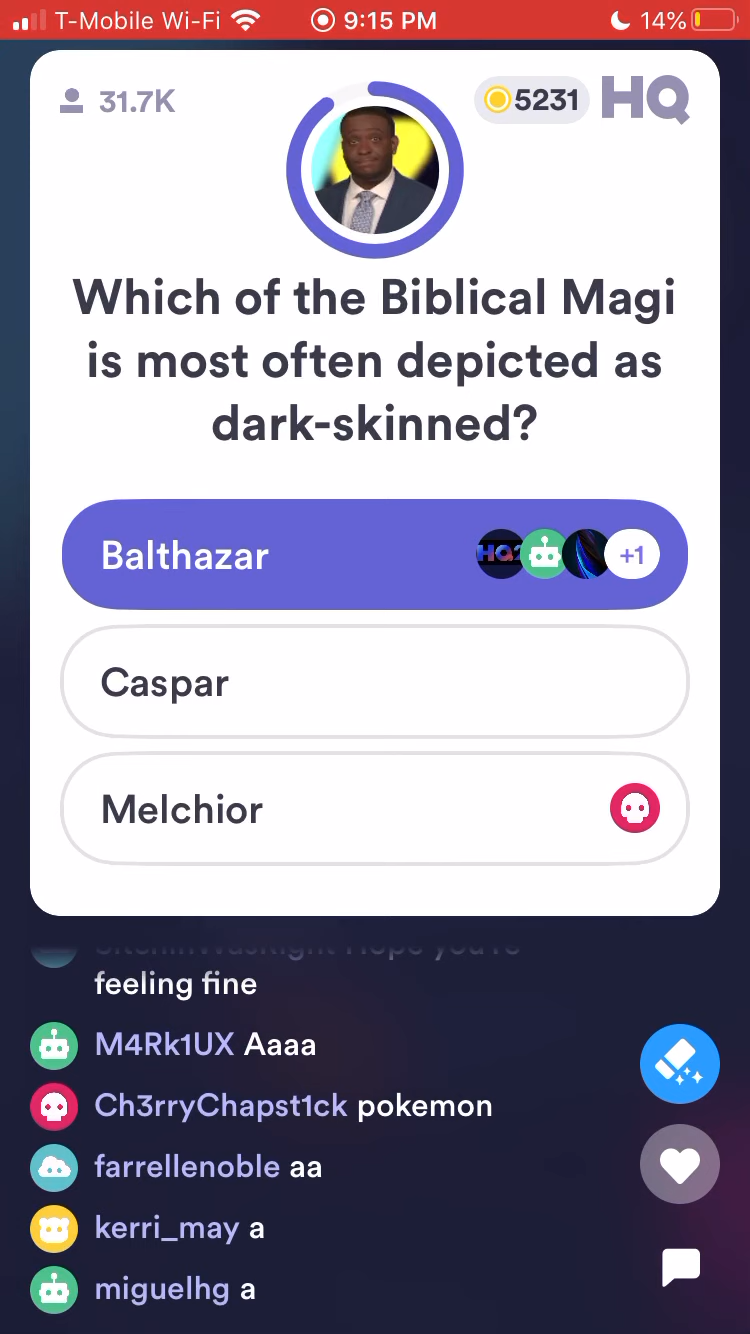 T-Mobile Wi-Fi 9:15 PM 14%
31.7K 5231 HQ
Which of the Biblical Magi
is most often depicted as
dark-skinned?
Balthazar +1
Caspar
Melchior
feeling fine
M4Rk1UX Aaaa
Ch3rryChapst1ck pokemon
farrellenoble aa
kerri_may a
miguelhg a